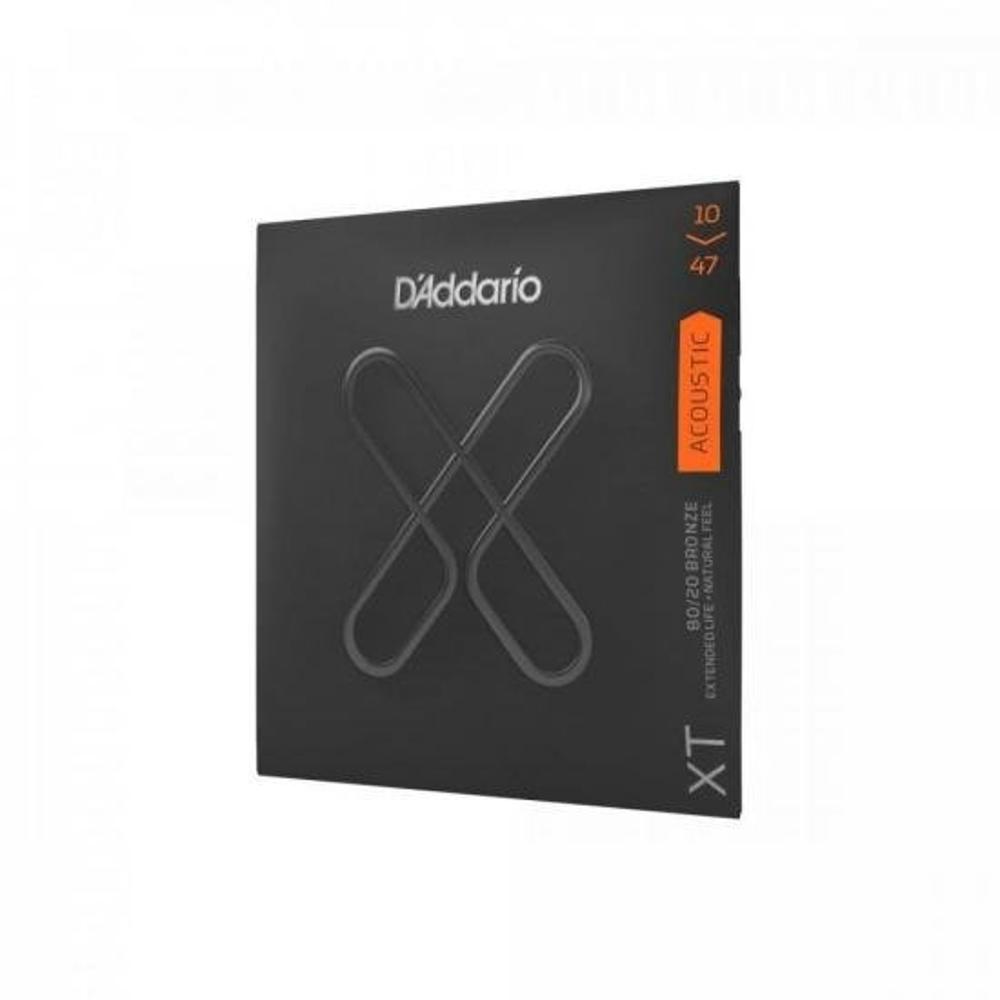 D'Addario
10
47
ACOUSTIC
80/20 BRONZE
EXTENDED LIFE • NATURAL FEEL
XT